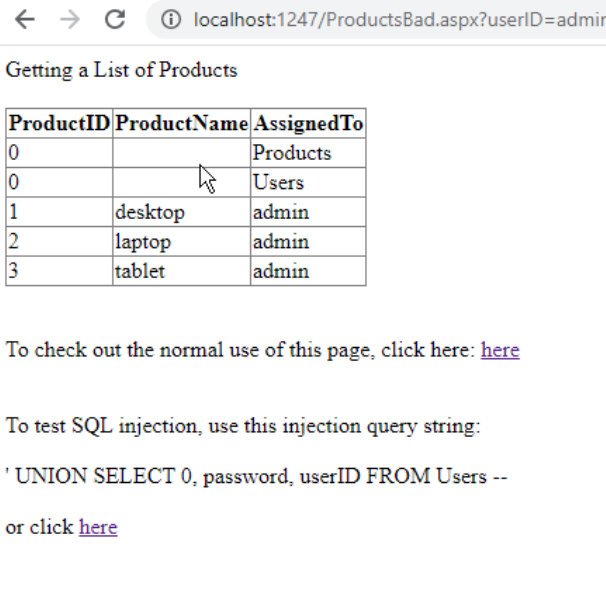 localhost:1247/ProductsBad.aspx?userID=admin
Getting a List of Products
ProductID ProductName AssignedTo
0 Products
0 Users
1 desktop admin
2 laptop admin
3 tablet admin
To check out the normal use of this page, click here: here
To test SQL injection, use this injection query string:
' UNION SELECT 0, password, userID FROM Users --
or click here